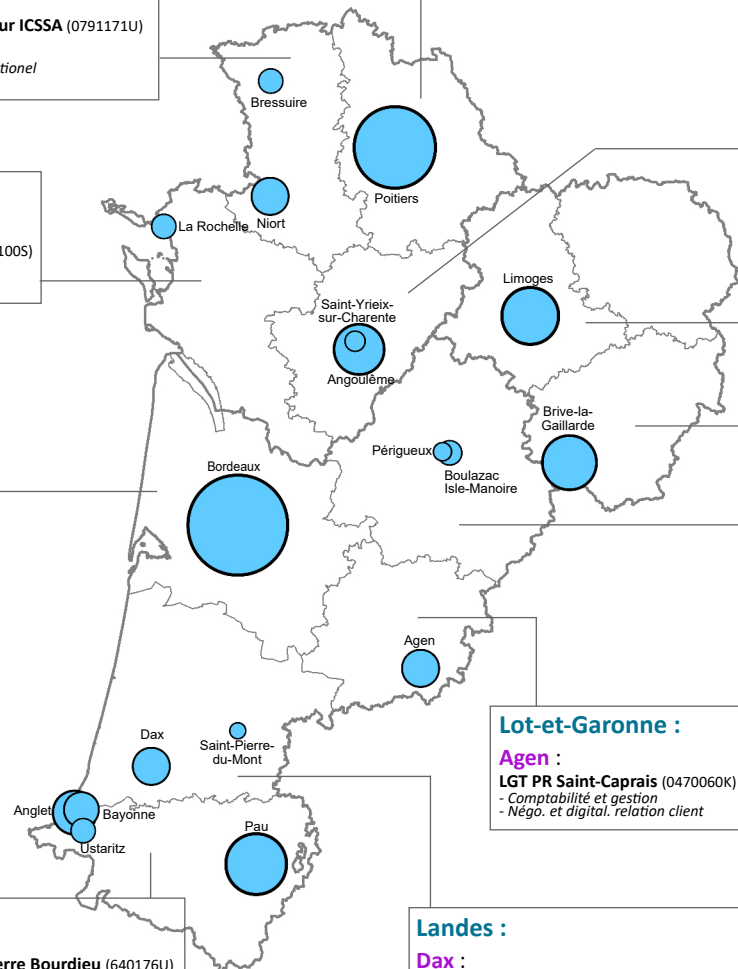 ur ICSSA (0791171U)
tionel
Bressuire
Poitiers
Niort
La Rochelle
100S)
Limoges
Saint-Yrieix-
sur-Charente
Angoulême
Brive-la-
Gaillarde
Périgueux
Boulazac
Isle-Manoire
Bordeaux
Agen
Dax
Saint-Pierre-
du-Mont
Anglet
Bayonne
Ustaritz
Pau
Lot-et-Garonne :
Agen :
LGT PR Saint-Caprais (0470060K)
- Comptabilité et gestion
- Négo. et digital. relation client
Landes :
Dax :
erre Bourdieu (640176U)